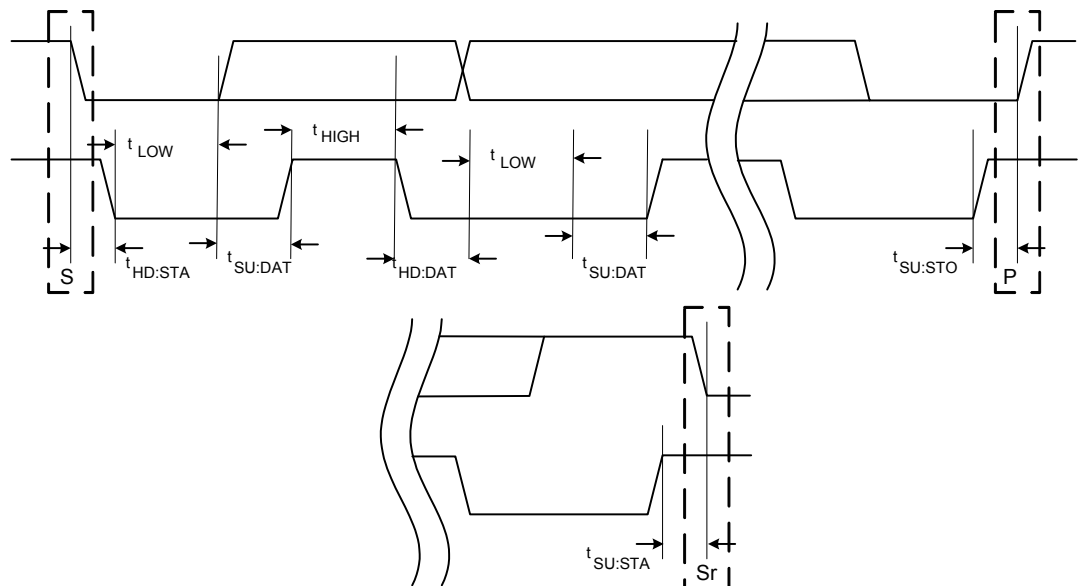 t LOW
t HIGH
t LOW
S
t HD:STA
t SU:DAT
t HD:DAT
t SU:DAT
t SU:STO
P
t SU:STA
Sr